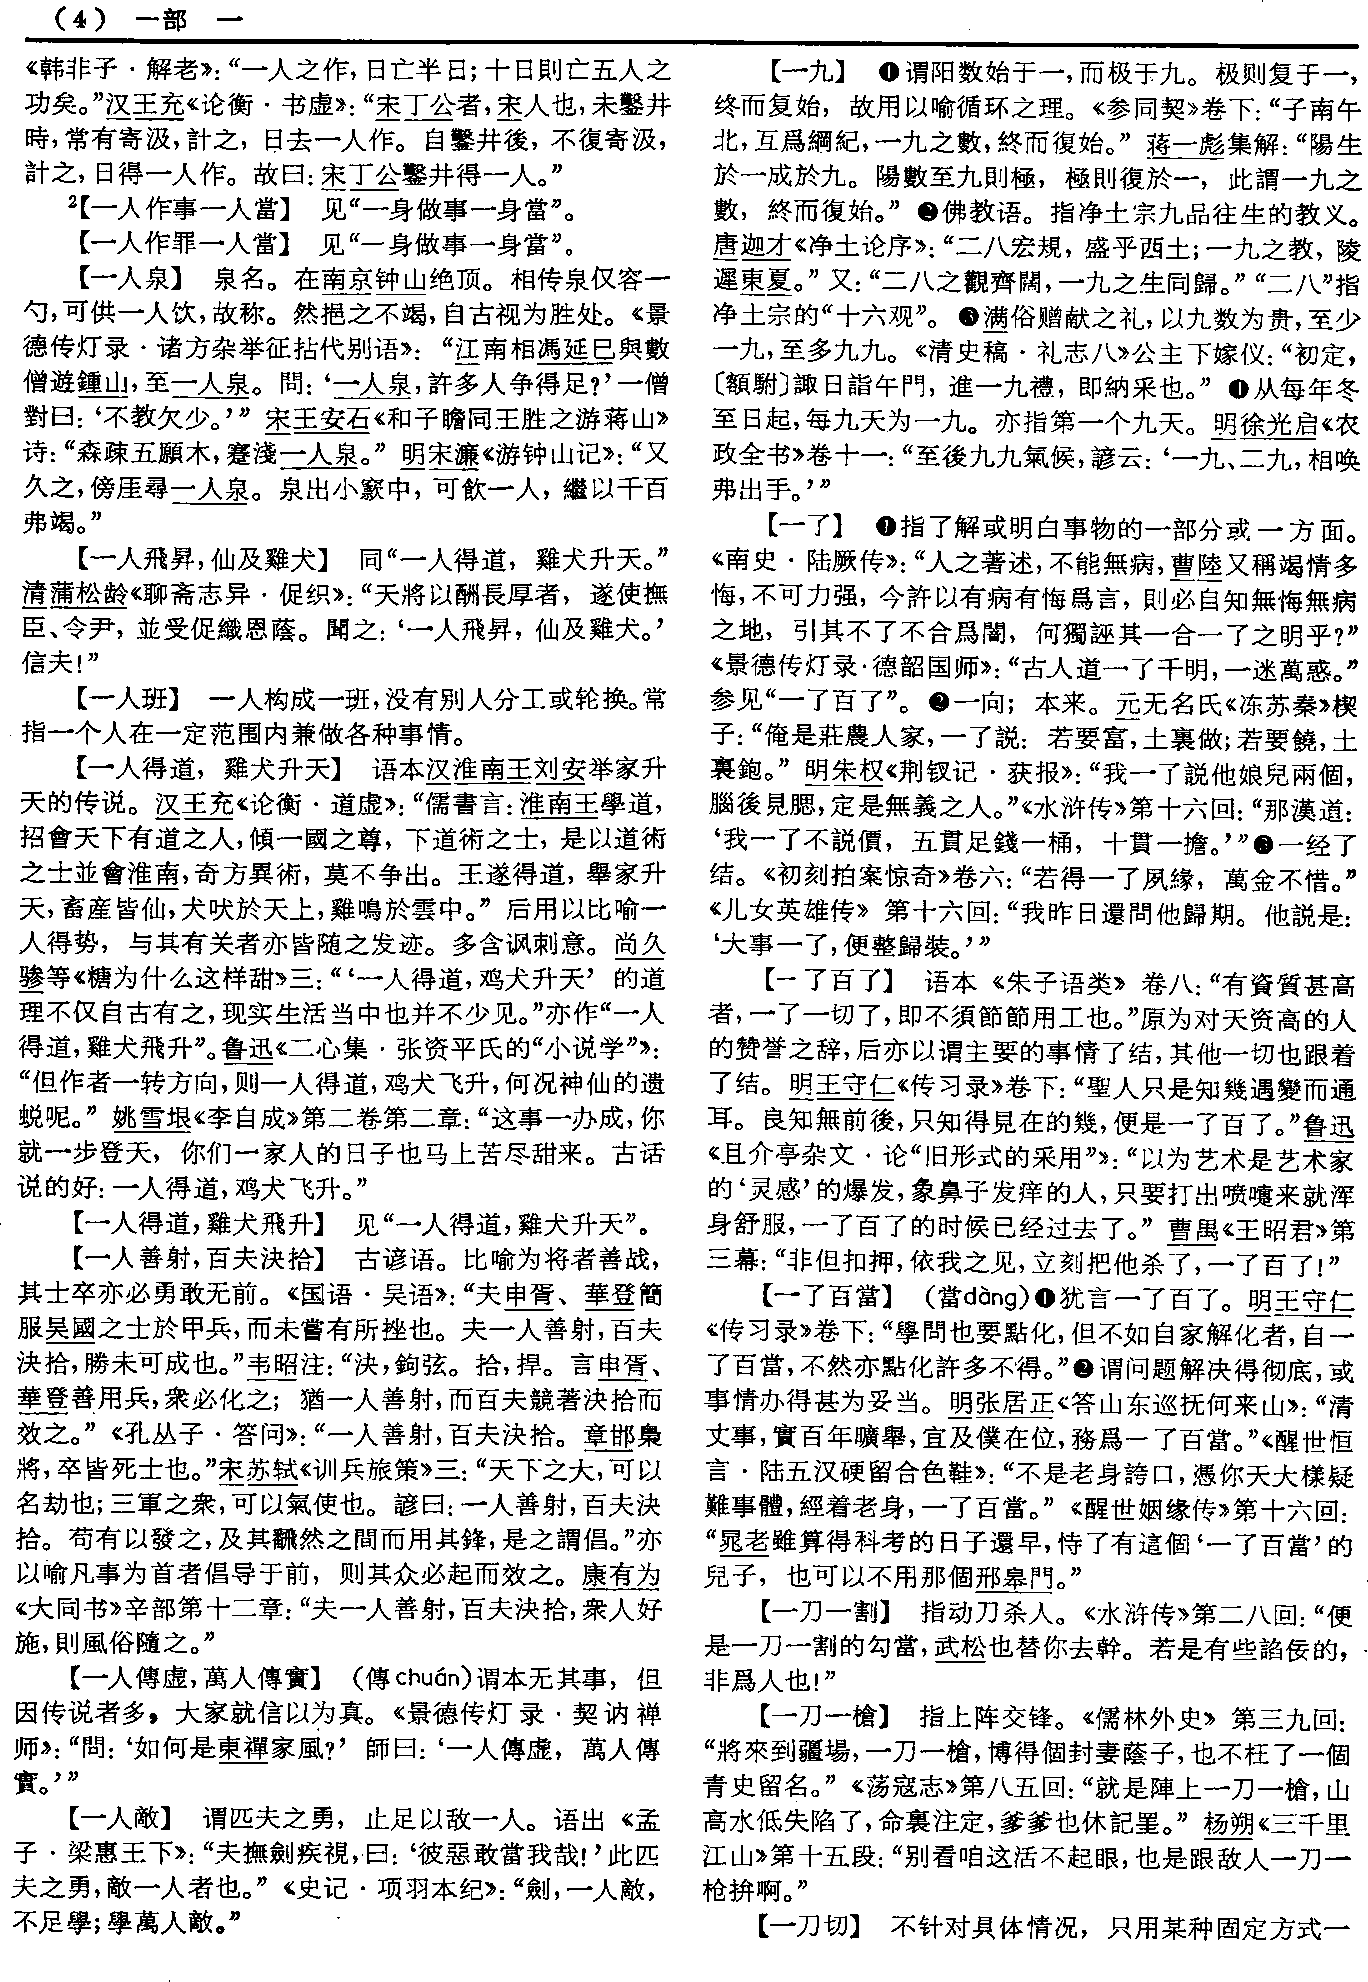 （4） 一部 一
《韩非子·解老》：“一人之作，日亡半日；十日則亡五人之
功矣。”汉王充《论衡·书虚》：“宋丁公者，宋人也，未鑿井
時，常有寄汲，計之，日去一人作。自鑿井後，不復寄汲，
計之，日得一人作。故曰：宋丁公鑿井得一人。”
²【一人作事一人當】 见“一身做事一身當”。
【一人作罪一人當】 见“一身做事一身當”。
【一人泉】 泉名。在南京钟山绝顶。相传泉仅容一
勺，可供一人饮，故称。然挹之不竭，自古视为胜处。《景
德传灯录·诸方杂举征拈代别语》：“江南相馮延巳與數
僧遊鍾山，至一人泉。問：‘一人泉，許多人争得足？’一僧
對曰：‘不教欠少。’”宋王安石《和子瞻同王胜之游蒋山》
诗：“森疎五願木，蹇淺一人泉。”明宋濂《游钟山记》：“又
久之，傍厓尋一人泉。泉出小竅中，可飲一人，繼以千百
弗竭。”
【一人飛昇，仙及雞犬】 同“一人得道，雞犬升天。”
清蒲松龄《聊斋志异·促织》：“天將以酬長厚者，遂使撫
臣、令尹，並受促織恩蔭。聞之：‘一人飛昇，仙及雞犬。’
信夫！”
【一人班】 一人构成一班，没有别人分工或轮换。常
指一个人在一定范围内兼做各种事情。
【一人得道，雞犬升天】 语本汉淮南王刘安举家升
天的传说。汉王充《论衡·道虚》：“儒書言：淮南王學道，
招會天下有道之人，傾一國之尊，下道術之士，是以道術
之士並會淮南，奇方異術，莫不争出。王遂得道，舉家升
天，畜産皆仙，犬吠於天上，雞鳴於雲中。”后用以比喻一
人得势，与其有关者亦皆随之发迹。多含讽刺意。尚久
骖等《糖为什么这样甜》三：“‘一人得道，鸡犬升天’的道
理不仅自古有之，现实生活当中也并不少见。”亦作“一人
得道，雞犬飛升”。鲁迅《二心集·张资平氏的“小说学”》：
“但作者一转方向，则一人得道，鸡犬飞升，何况神仙的遗
蜕呢。”姚雪垠《李自成》第二卷第二章：“这事一办成，你
就一步登天，你们一家人的日子也马上苦尽甜来。古话
说的好：一人得道，鸡犬飞升。”
【一人得道，雞犬飛升】 见“一人得道，雞犬升天”。
【一人善射，百夫決拾】 古谚语。比喻为将者善战，
其士卒亦必勇敢无前。《国语·吴语》：“夫申胥、華登簡
服吴國之士於甲兵，而未嘗有所挫也。夫一人善射，百夫
決拾，勝未可成也。”韦昭注：“決，鉤弦。拾，捍。言申胥、
華登善用兵，衆必化之；猶一人善射，而百夫競著決拾而
效之。”《孔丛子·答问》：“一人善射，百夫決拾。章邯梟
將，卒皆死士也。”宋苏轼《训兵旅策》三：“天下之大，可以
名劫也；三軍之衆，可以氣使也。諺曰：一人善射，百夫決
拾。苟有以發之，及其翻然之間而用其鋒，是之謂倡。”亦
以喻凡事为首者倡导于前，则其众必起而效之。康有为
《大同书》辛部第十二章：“夫一人善射，百夫決拾，衆人好
施，則風俗隨之。”
【一人傳虚，萬人傳實】 （傳chuán）谓本无其事，但
因传说者多，大家就信以为真。《景德传灯录·契讷禅
师》：“問：‘如何是東禪家風？’師曰：‘一人傳虚，萬人傳
實。’”
【一人敵】 谓匹夫之勇，止足以敌一人。语出《孟
子·梁惠王下》：“夫撫劍疾視，曰：‘彼惡敢當我哉！’此匹
夫之勇，敵一人者也。”《史记·项羽本纪》：“劍，一人敵，
不足學；學萬人敵。”
【一九】 ❶谓阳数始于一，而极于九。极则复于一，
终而复始，故用以喻循环之理。《参同契》卷下：“子南午
北，互爲綱紀，一九之數，終而復始。”蒋一彪集解：“陽生
於一成於九。陽數至九則極，極則復於一，此謂一九之
數，終而復始。”❷佛教语。指净土宗九品往生的教义。
唐迦才《净土论序》：“二八宏規，盛乎西土；一九之教，陵
遲東夏。”又：“二八之觀齊闊，一九之生同歸。”“二八”指
净土宗的“十六观”。❸满俗赠献之礼，以九数为贵，至少
一九，至多九九。《清史稿·礼志八》公主下嫁仪：“初定，
〔額駙〕諏日詣午門，進一九禮，即納采也。”❹从每年冬
至日起，每九天为一九。亦指第一个九天。明徐光启《农
政全书》卷十一：“至後九九氣候，諺云：‘一九、二九，相唤
弗出手。’”
【一了】 ❶指了解或明白事物的一部分或一方面。
《南史·陆厥传》：“人之著述，不能無病，曹陸又稱竭情多
悔，不可力强，今許以有病有悔爲言，則必自知無悔無病
之地，引其不了不合爲闇，何獨誣其一合一了之明乎？”
《景德传灯录·德韶国师》：“古人道一了千明，一迷萬惑。”
参见“一了百了”。❷一向；本来。元无名氏《冻苏秦》楔
子：“俺是莊農人家，一了説：若要富，土裏做；若要饒，土
裏鉋。”明朱权《荆钗记·获报》：“我一了説他娘兒兩個，
腦後見腮，定是無義之人。”《水浒传》第十六回：“那漢道：
‘我一了不説價，五貫足錢一桶，十貫一擔。’”❸一经了
结。《初刻拍案惊奇》卷六：“若得一了夙緣，萬金不惜。”
《儿女英雄传》第十六回：“我昨日還問他歸期。他説是：
‘大事一了，便整歸裝。’”
【一了百了】 语本《朱子语类》卷八：“有資質甚高
者，一了一切了，即不須節節用工也。”原为对天资高的人
的赞誉之辞，后亦以谓主要的事情了结，其他一切也跟着
了结。明王守仁《传习录》卷下：“聖人只是知幾遇變而通
耳。良知無前後，只知得見在的幾，便是一了百了。”鲁迅
《且介亭杂文·论“旧形式的采用”》：“以为艺术是艺术家
的‘灵感’的爆发，象鼻子发痒的人，只要打出喷嚏来就浑
身舒服，一了百了的时候已经过去了。”曹禺《王昭君》第
三幕：“非但扣押，依我之见，立刻把他杀了，一了百了！”
【一了百當】 （當dàng）❶犹言一了百了。明王守仁
《传习录》卷下：“學問也要點化，但不如自家解化者，自一
了百當，不然亦點化許多不得。”❷谓问题解决得彻底，或
事情办得甚为妥当。明张居正《答山东巡抚何来山》：“清
丈事，實百年曠舉，宜及僕在位，務爲一了百當。”《醒世恒
言·陆五汉硬留合色鞋》：“不是老身誇口，憑你天大樣疑
難事體，經着老身，一了百當。”《醒世姻缘传》第十六回：
“晁老雖算得科考的日子還早，恃了有這個‘一了百當’的
兒子，也可以不用那個邢皋門。”
【一刀一割】 指动刀杀人。《水浒传》第二八回：“便
是一刀一割的勾當，武松也替你去幹。若是有些諂佞的，
非爲人也！”
【一刀一槍】 指上阵交锋。《儒林外史》第三九回：
“將來到疆場，一刀一槍，博得個封妻蔭子，也不枉了一個
青史留名。”《荡寇志》第八五回：“就是陣上一刀一槍，山
高水低失陷了，命裏注定，爹爹也休記罣。”杨朔《三千里
江山》第十五段：“别看咱这活不起眼，也是跟敌人一刀一
枪拚啊。”
【一刀切】 不针对具体情况，只用某种固定方式一